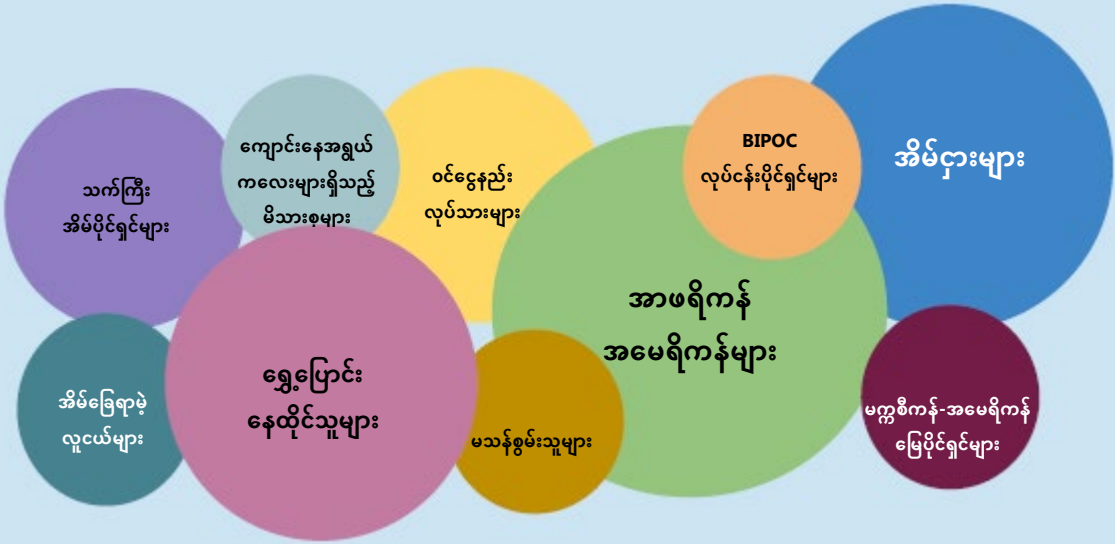 သက်ကြီး
အိမ်ပိုင်ရှင်များ
ကျောင်းနေအရွယ်
ကလေးများရှိသည့်
မိသားစုများ
ဝင်ငွေနည်း
လုပ်သားများ
BIPOC
လုပ်ငန်းပိုင်ရှင်များ
အိမ်ငှားများ
အိမ်ခြေရာမဲ့
လူငယ်များ
ရွှေ့ပြောင်း
နေထိုင်သူများ
မသန်စွမ်းသူများ
အာဖရိကန်
အမေရိကန်များ
မက္ကစီကန်-အမေရိကန်
မြေပိုင်ရှင်များ